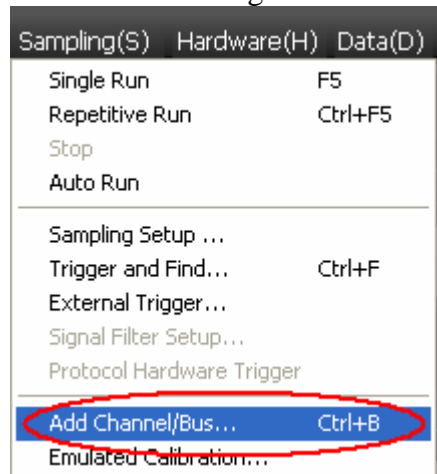 Sampling(S) Hardware(H) Data(D)
Single Run F5
Repetitive Run Ctrl+F5
Stop
Auto Run
Sampling Setup ...
Trigger and Find... Ctrl+F
External Trigger...
Signal Filter Setup...
Protocol Hardware Trigger
Add Channel/Bus... Ctrl+B
Emulated Calibration...